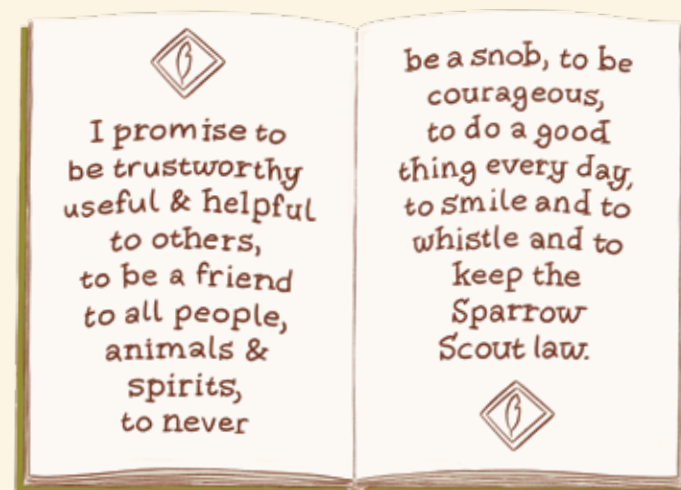 I promise to
be trustworthy
useful & helpful
to others,
to be a friend
to all people,
animals &
spirits,
to never
be a snob, to be
courageous,
to do a good
thing every day,
to smile and to
whistle and to
keep the
Sparrow
Scout law.